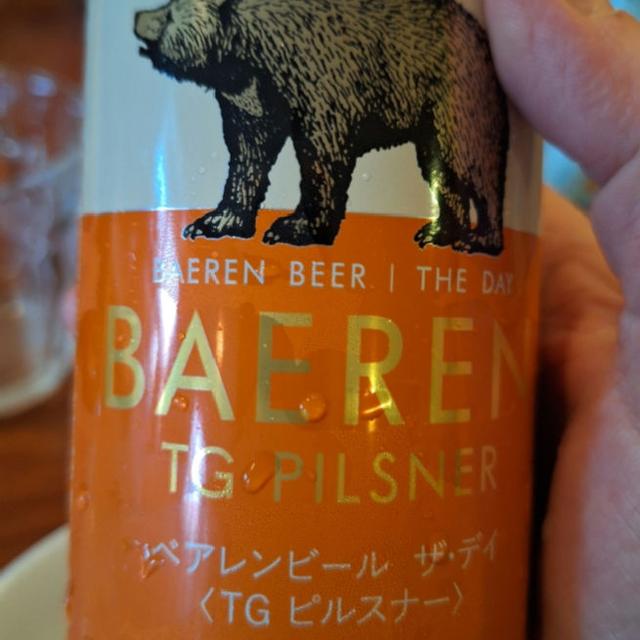 BAEREN BEER | THE DAY
BAEREN
TG PILSNER
ベアレンビール ザ・デイ
〈TG ピルスナー〉